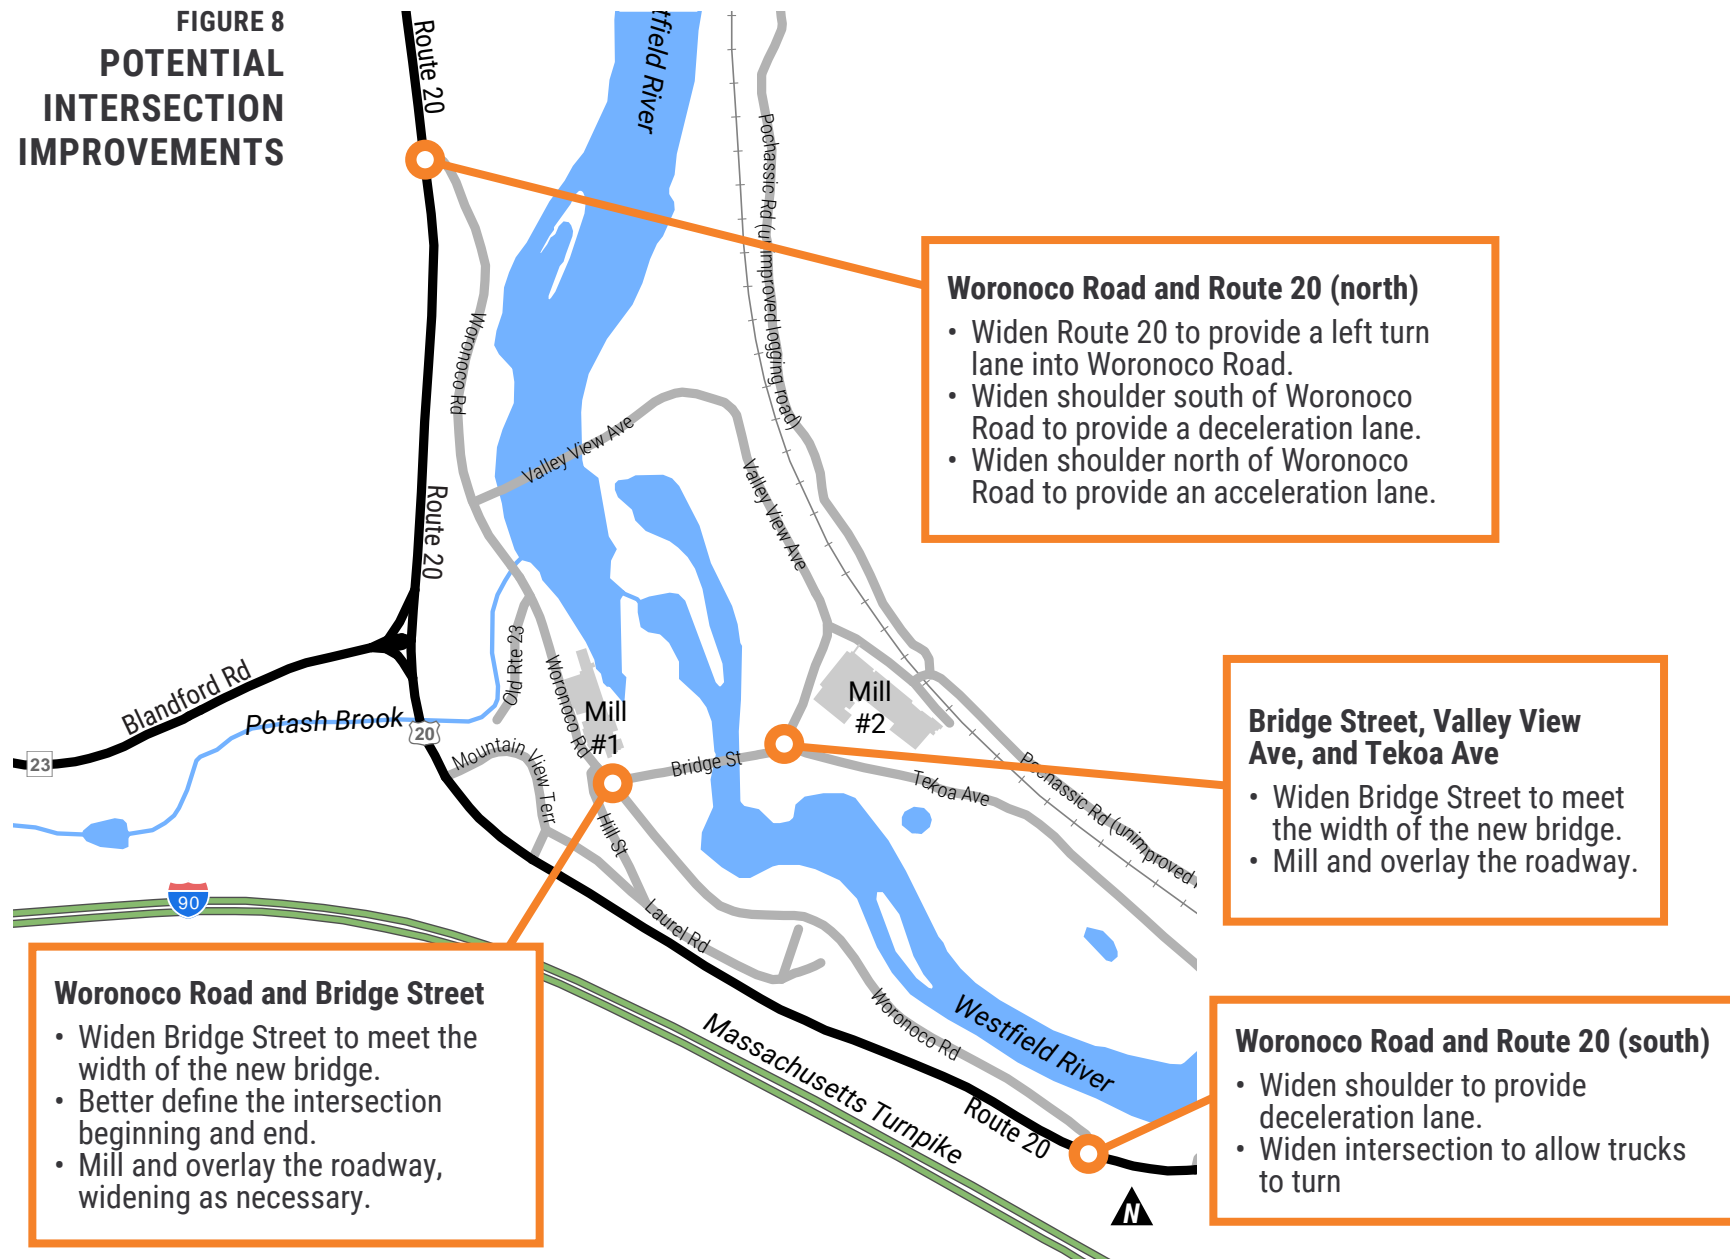 FIGURE 8
POTENTIAL
INTERSECTION
IMPROVEMENTS
Route 20
Westfield River
Pochassic Rd (unimproved logging road)
Woronoco Road and Route 20 (north)
• Widen Route 20 to provide a left turn
lane into Woronoco Road.
• Widen shoulder south of Woronoco
Road to provide a deceleration lane.
• Widen shoulder north of Woronoco
Road to provide an acceleration lane.
Woronoco Rd
Valley View Ave
Valley View Ave
Route 20
Old Rte 23
Woronoco Rd
Blandford Rd
Potash Brook
20
23
Mountain View Terr
Mill
#1
Mill
#2
Bridge St
Tekoa Ave
Pochassic Rd (unimproved
Hill St
Bridge Street, Valley View
Ave, and Tekoa Ave
• Widen Bridge Street to meet
the width of the new bridge.
• Mill and overlay the roadway.
90
Laurel Rd
Woronoco Road and Bridge Street
• Widen Bridge Street to meet the
width of the new bridge.
• Better define the intersection
beginning and end.
• Mill and overlay the roadway,
widening as necessary.
Massachusetts Turnpike
Woronoco Rd
Westfield River
Route 20
Woronoco Road and Route 20 (south)
• Widen shoulder to provide
deceleration lane.
• Widen intersection to allow trucks
to turn
N